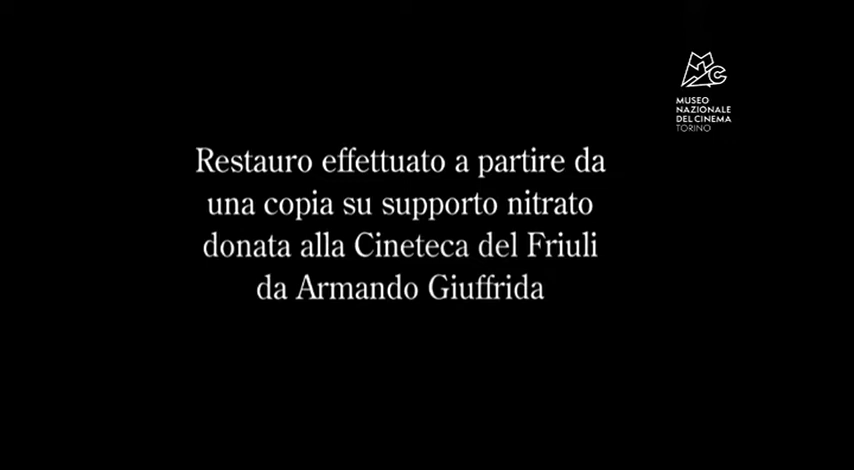 MUSEO
NAZIONALE
DEL CINEMA
TORINO
Restauro effettuato a partire da
una copia su supporto nitrato
donata alla Cineteca del Friuli
da Armando Giuffrida